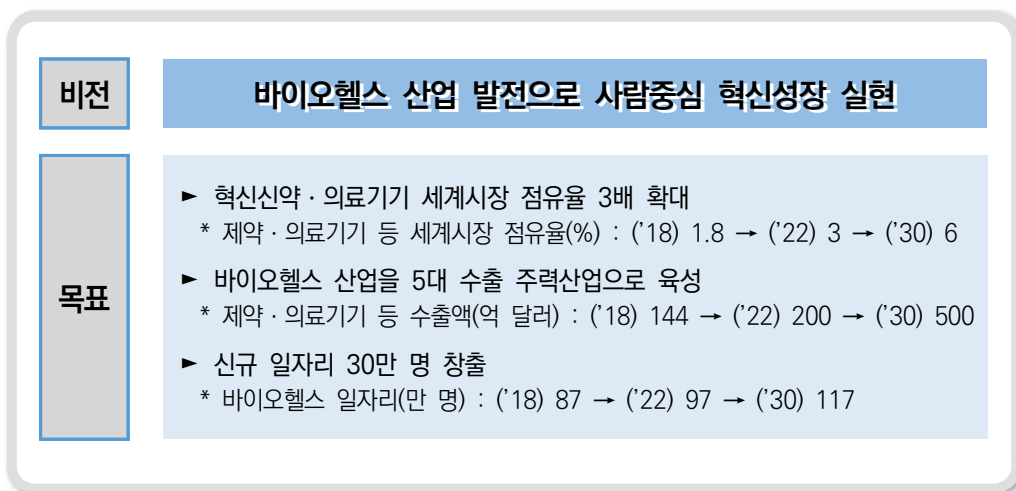 비전
바이오헬스 산업 발전으로 사람중심 혁신성장 실현
목표
► 혁신신약·의료기기 세계시장 점유율 3배 확대
* 제약·의료기기 등 세계시장 점유율(%) : (’18) 1.8 → (’22) 3 → (’30) 6
► 바이오헬스 산업을 5대 수출 주력산업으로 육성
* 제약·의료기기 등 수출액(억 달러) : (’18) 144 → (’22) 200 → (’30) 500
► 신규 일자리 30만 명 창출
* 바이오헬스 일자리(만 명) : (’18) 87 → (’22) 97 → (’30) 117